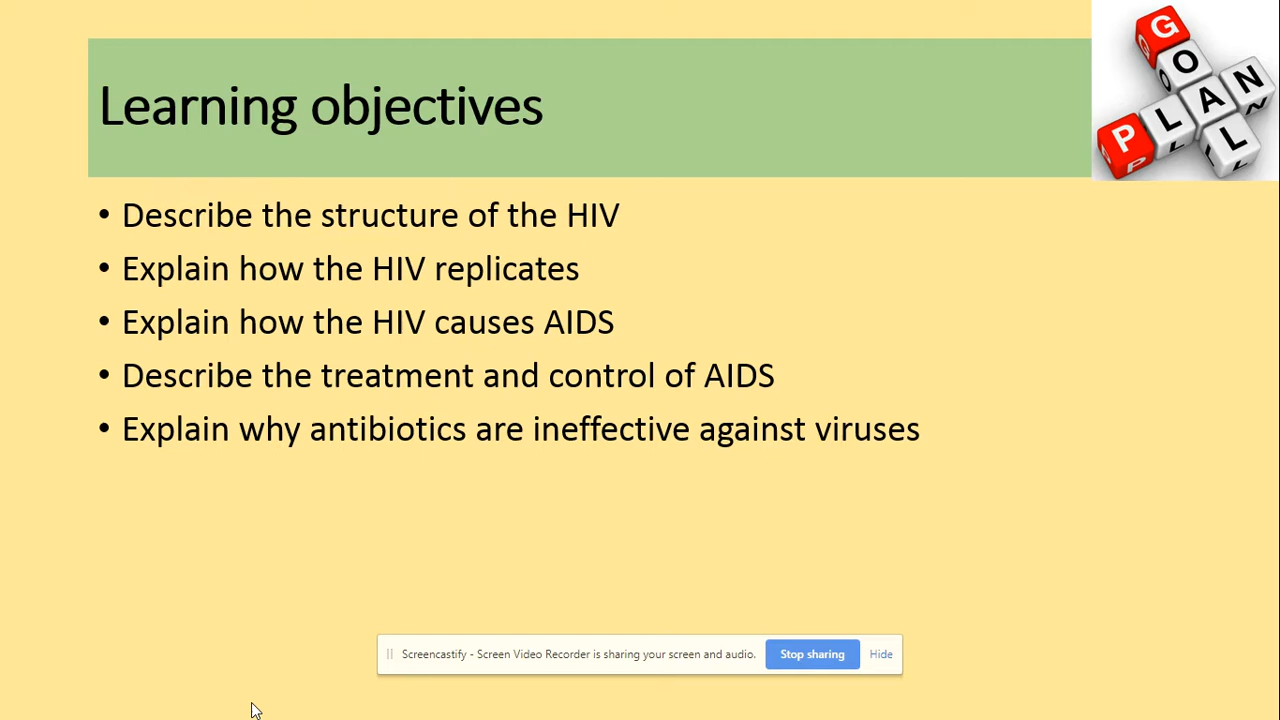 Learning objectives
GOAL
PLAN
• Describe the structure of the HIV
• Explain how the HIV replicates
• Explain how the HIV causes AIDS
• Describe the treatment and control of AIDS
• Explain why antibiotics are ineffective against viruses
Screencastify - Screen Video Recorder is sharing your screen and audio. Stop sharing Hide